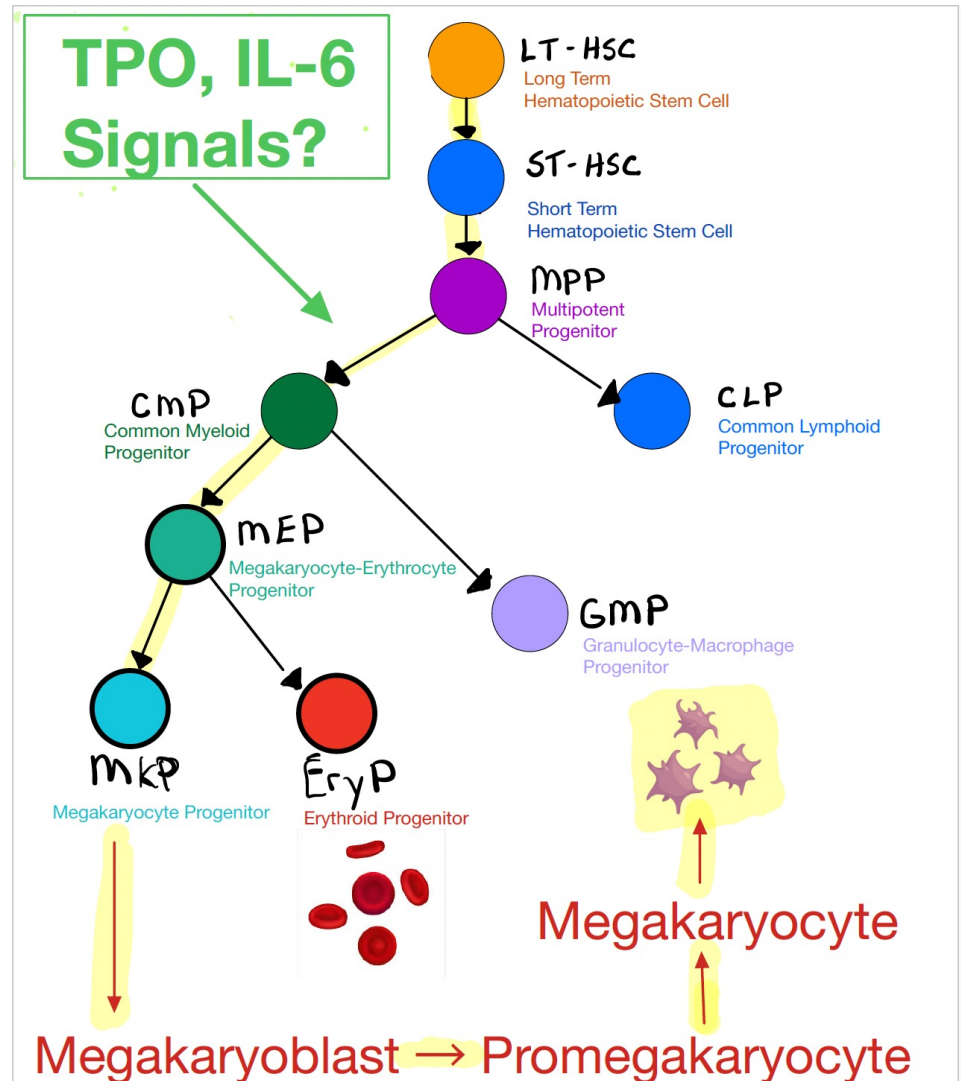 TPO, IL-6
Signals?
LT-HSC
Long Term
Hematopoietic Stem Cell
ST-HSC
Short Term
Hematopoietic Stem Cell
MPP
Multipotent
Progenitor
CMP
Common Myeloid
Progenitor
CLP
Common Lymphoid
Progenitor
MEP
Megakaryocyte-Erythrocyte
Progenitor
GMP
Granulocyte-Macrophage
Progenitor
MKP
Megakaryocyte Progenitor
EryP
Erythroid Progenitor
Megakaryocyte
Megakaryoblast → Promegakaryocyte